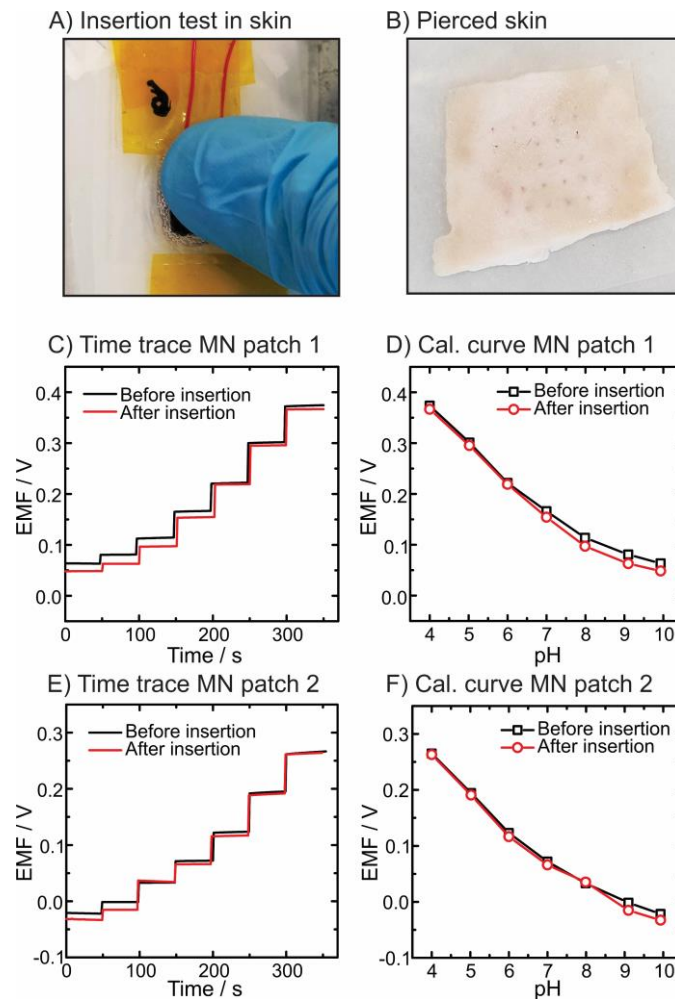 A) Insertion test in skin
B) Pierced skin
6
C) Time trace MN patch 1
Before insertion
After insertion
EMF / V
0.4
0.3
0.2
0.1
0.0
0 100 200 300
Time / s
D) Cal. curve MN patch 1
Before insertion
After insertion
EMF / V
0.4
0.3
0.2
0.1
0.0
4 5 6 7 8 9 10
pH
E) Time trace MN patch 2
Before insertion
After insertion
EMF / V
0.3
0.2
0.1
0.0
-0.1
0 100 200 300
Time / s
F) Cal. curve MN patch 2
Before insertion
After insertion
EMF / V
0.3
0.2
0.1
0.0
-0.1
4 5 6 7 8 9 10
pH